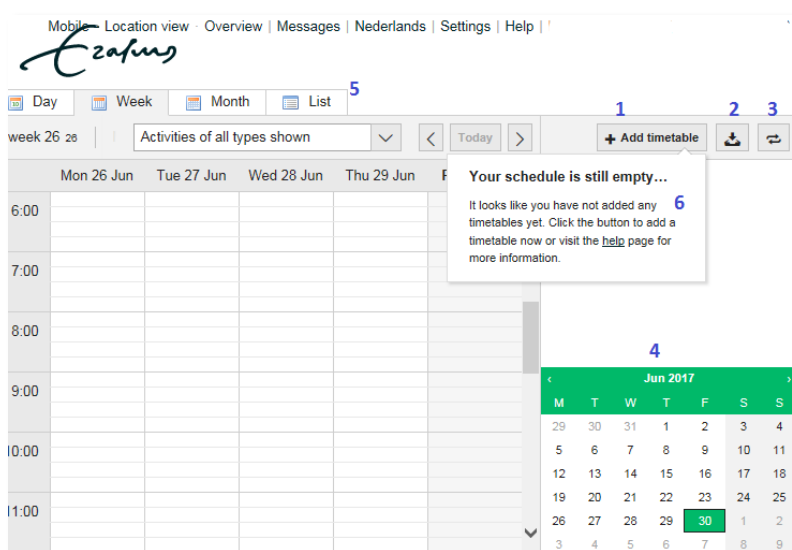 Mobile - Location view · Overview | Messages | Nederlands | Settings | Help |
Erasmus
Day Week Month List 5
1 2 3
week 26 26 Activities of all types shown < Today > + Add timetable
Mon 26 Jun Tue 27 Jun Wed 28 Jun Thu 29 Jun F
Your schedule is still empty…
It looks like you have not added any 6
timetables yet. Click the button to add a
timetable now or visit the help page for
more information.
6:00
7:00
8:00
9:00
10:00
11:00
4
‹ Jun 2017 ›
M T W T F S S
29 30 31 1 2 3 4
5 6 7 8 9 10 11
12 13 14 15 16 17 18
19 20 21 22 23 24 25
26 27 28 29 30 1 2
3 4 5 6 7 8 9